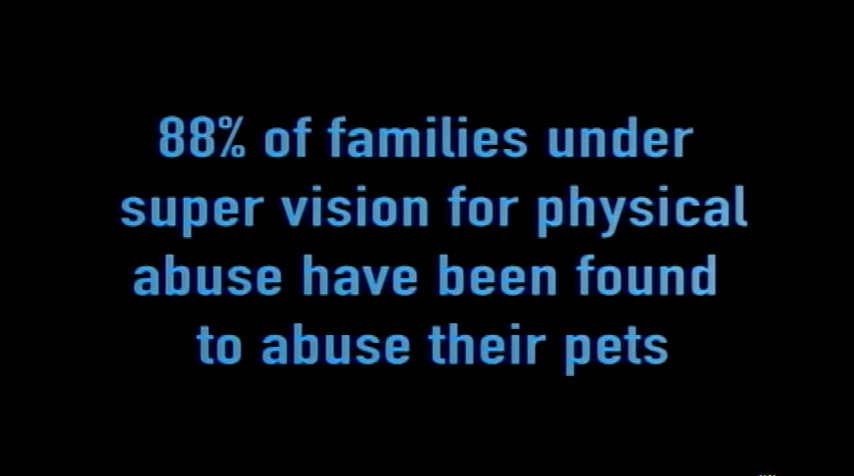 88% of families under
super vision for physical
abuse have been found
to abuse their pets